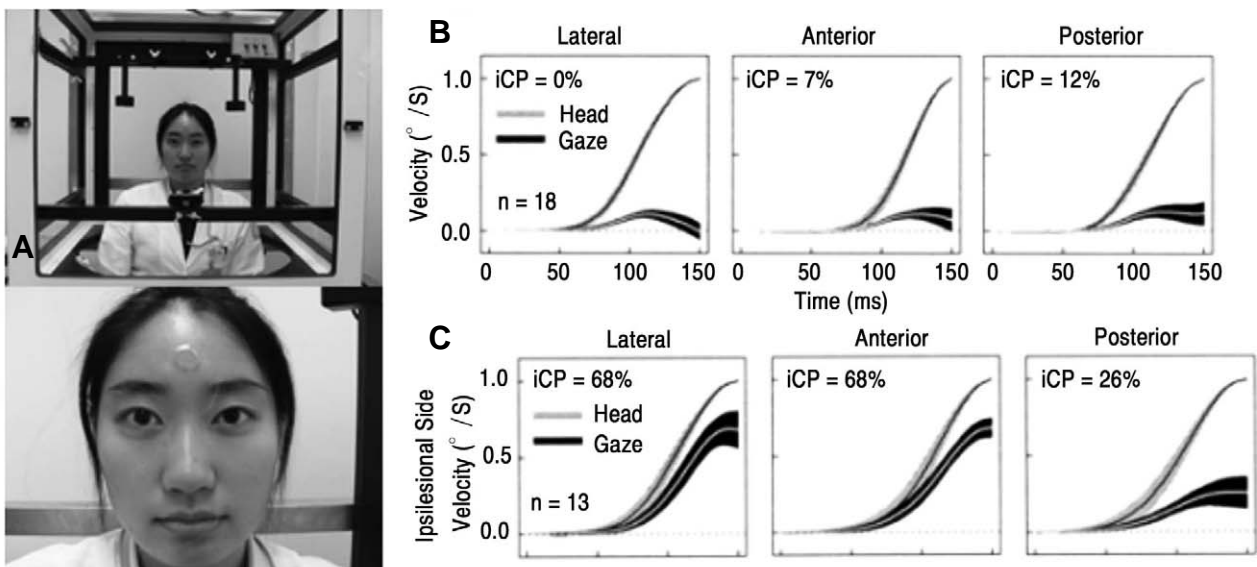 A
B
Lateral
Anterior
Posterior
iCP = 0%
iCP = 7%
iCP = 12%
Head
Gaze
n = 18
Velocity (° /S)
1.0
0.5
0.0
0
50
100
150
0
50
100
150
0
50
100
150
Time (ms)
C
Lateral
Anterior
Posterior
iCP = 68%
iCP = 68%
iCP = 26%
Head
Gaze
n = 13
Ipsilesional Side
Velocity (° /S)
1.0
0.5
0.0